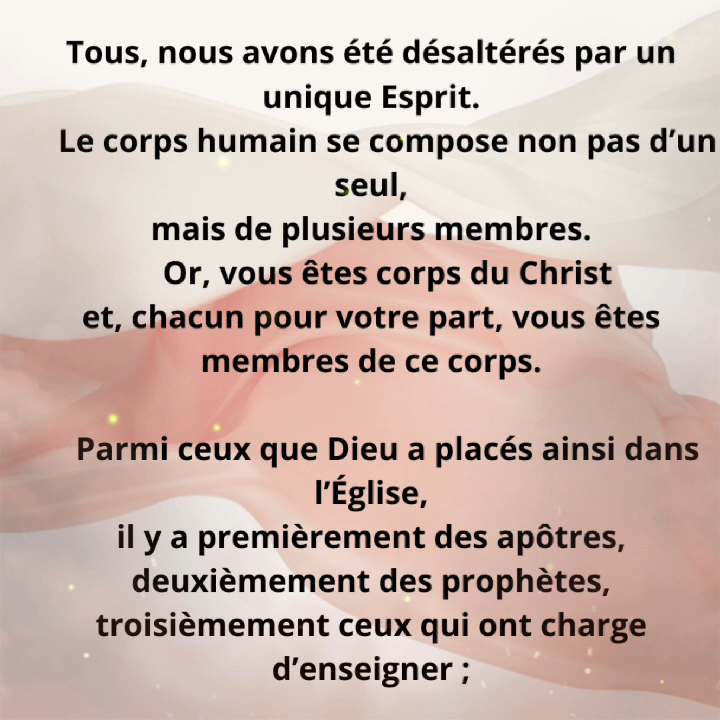 Tous, nous avons été désaltérés par un
unique Esprit.
Le corps humain se compose non pas d’un
seul,
mais de plusieurs membres.
Or, vous êtes corps du Christ
et, chacun pour votre part, vous êtes
membres de ce corps.
Parmi ceux que Dieu a placés ainsi dans
l’Église,
il y a premièrement des apôtres,
deuxièmement des prophètes,
troisièmement ceux qui ont charge
d’enseigner ;